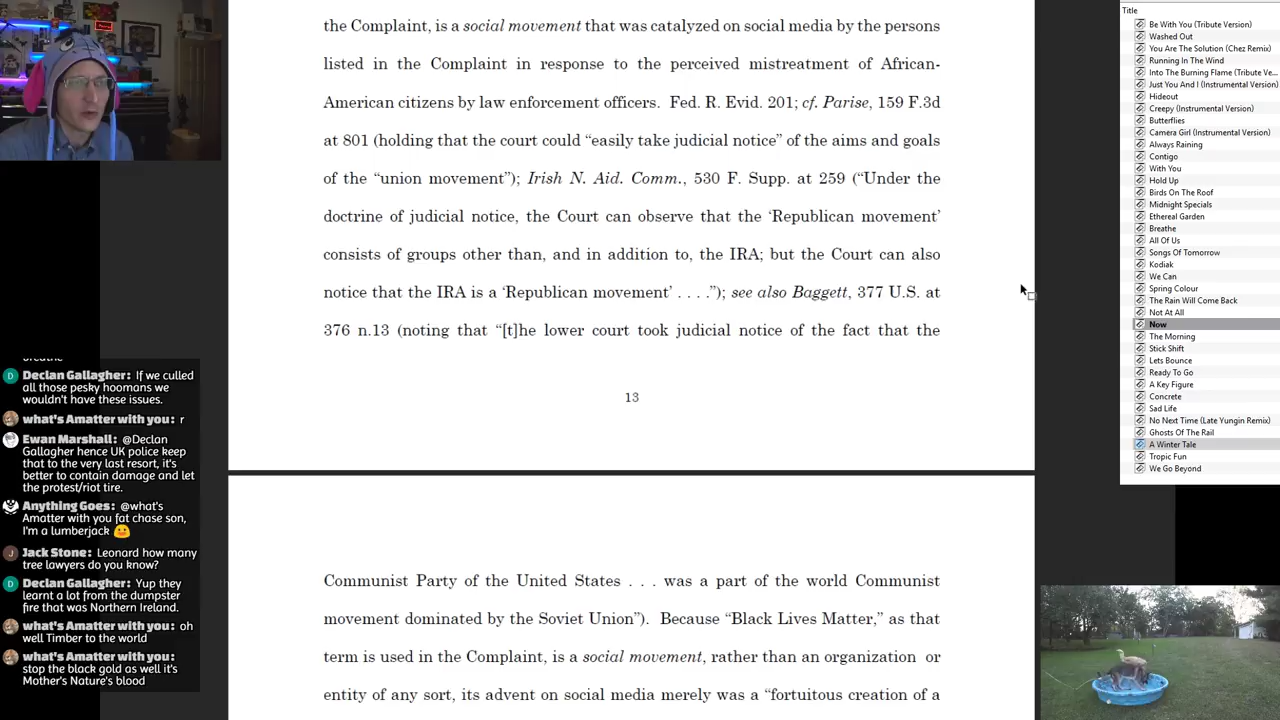 the Complaint, is a social movement that was catalyzed on social media by the persons
listed in the Complaint in response to the perceived mistreatment of African-
American citizens by law enforcement officers. Fed. R. Evid. 201; cf. Parise, 159 F.3d
at 801 (holding that the court could “easily take judicial notice” of the aims and goals
of the “union movement”); Irish N. Aid. Comm., 530 F. Supp. at 259 (“Under the
doctrine of judicial notice, the Court can observe that the ‘Republican movement’
consists of groups other than, and in addition to, the IRA; but the Court can also
notice that the IRA is a ‘Republican movement’ . . . .”); see also Baggett, 377 U.S. at
376 n.13 (noting that “[t]he lower court took judicial notice of the fact that the
13
Communist Party of the United States . . . was a part of the world Communist
movement dominated by the Soviet Union”). Because “Black Lives Matter,” as that
term is used in the Complaint, is a social movement, rather than an organization or
entity of any sort, its advent on social media merely was a “fortuitous creation of a
Declan Gallagher: If we culled
all those pesky hoomans we
wouldn't have these issues.
what's Amatter with you: r
Ewan Marshall: @Declan
Gallagher hence UK police keep
that to the very last resort, it's
better to contain damage and let
the protest/riot tire.
Anything Goes: @what's
Amatter with you fat chase son,
I'm a lumberjack
Jack Stone: Leonard how many
tree lawyers do you know?
Declan Gallagher: Yup they
learnt a lot from the dumpster
fire that was Northern Ireland.
what's Amatter with you: oh
well Timber to the world
what's Amatter with you:
stop the black gold as well it's
Mother's Nature's blood
Title
Be With You (Tribute Version)
Washed Out
You Are The Solution (Chez Remix)
Running In The Wind
Into The Burning Flame (Tribute Ve...
Just You And I (Instrumental Version)
Hideout
Creepy (Instrumental Version)
Butterflies
Camera Girl (Instrumental Version)
Always Raining
Contigo
With You
Hold Up
Birds On The Roof
Midnight Specials
Ethereal Garden
Breathe
All Of Us
Songs Of Tomorrow
Kodiak
We Can
Spring Colour
The Rain Will Come Back
Not At All
Now
The Morning
Stick Shift
Lets Bounce
Ready To Go
A Key Figure
Concrete
Sad Life
No Next Time (Late Yungin Remix)
Ghosts Of The Rail
A Winter Tale
Tropic Fun
We Go Beyond